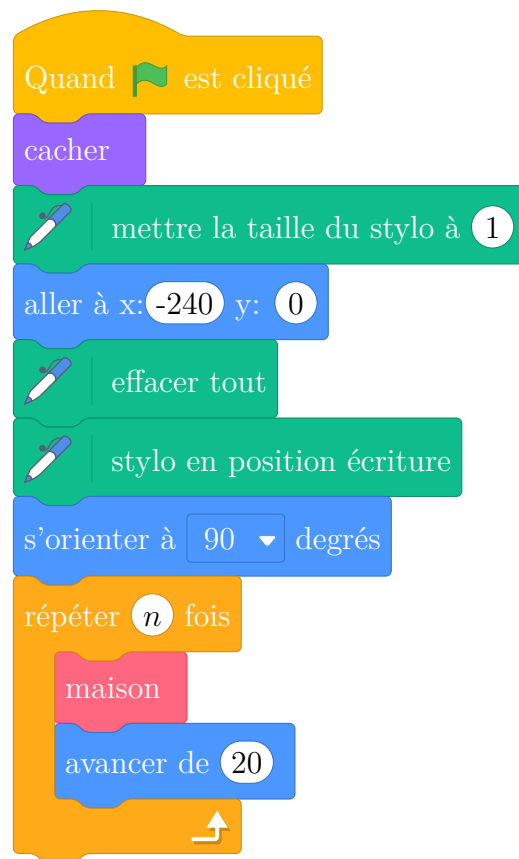 Quand est cliqué
cacher
mettre la taille du stylo à 1
aller à x: -240 y: 0
effacer tout
stylo en position écriture
s'orienter à 90 degrés
répéter n fois
maison
avancer de 20